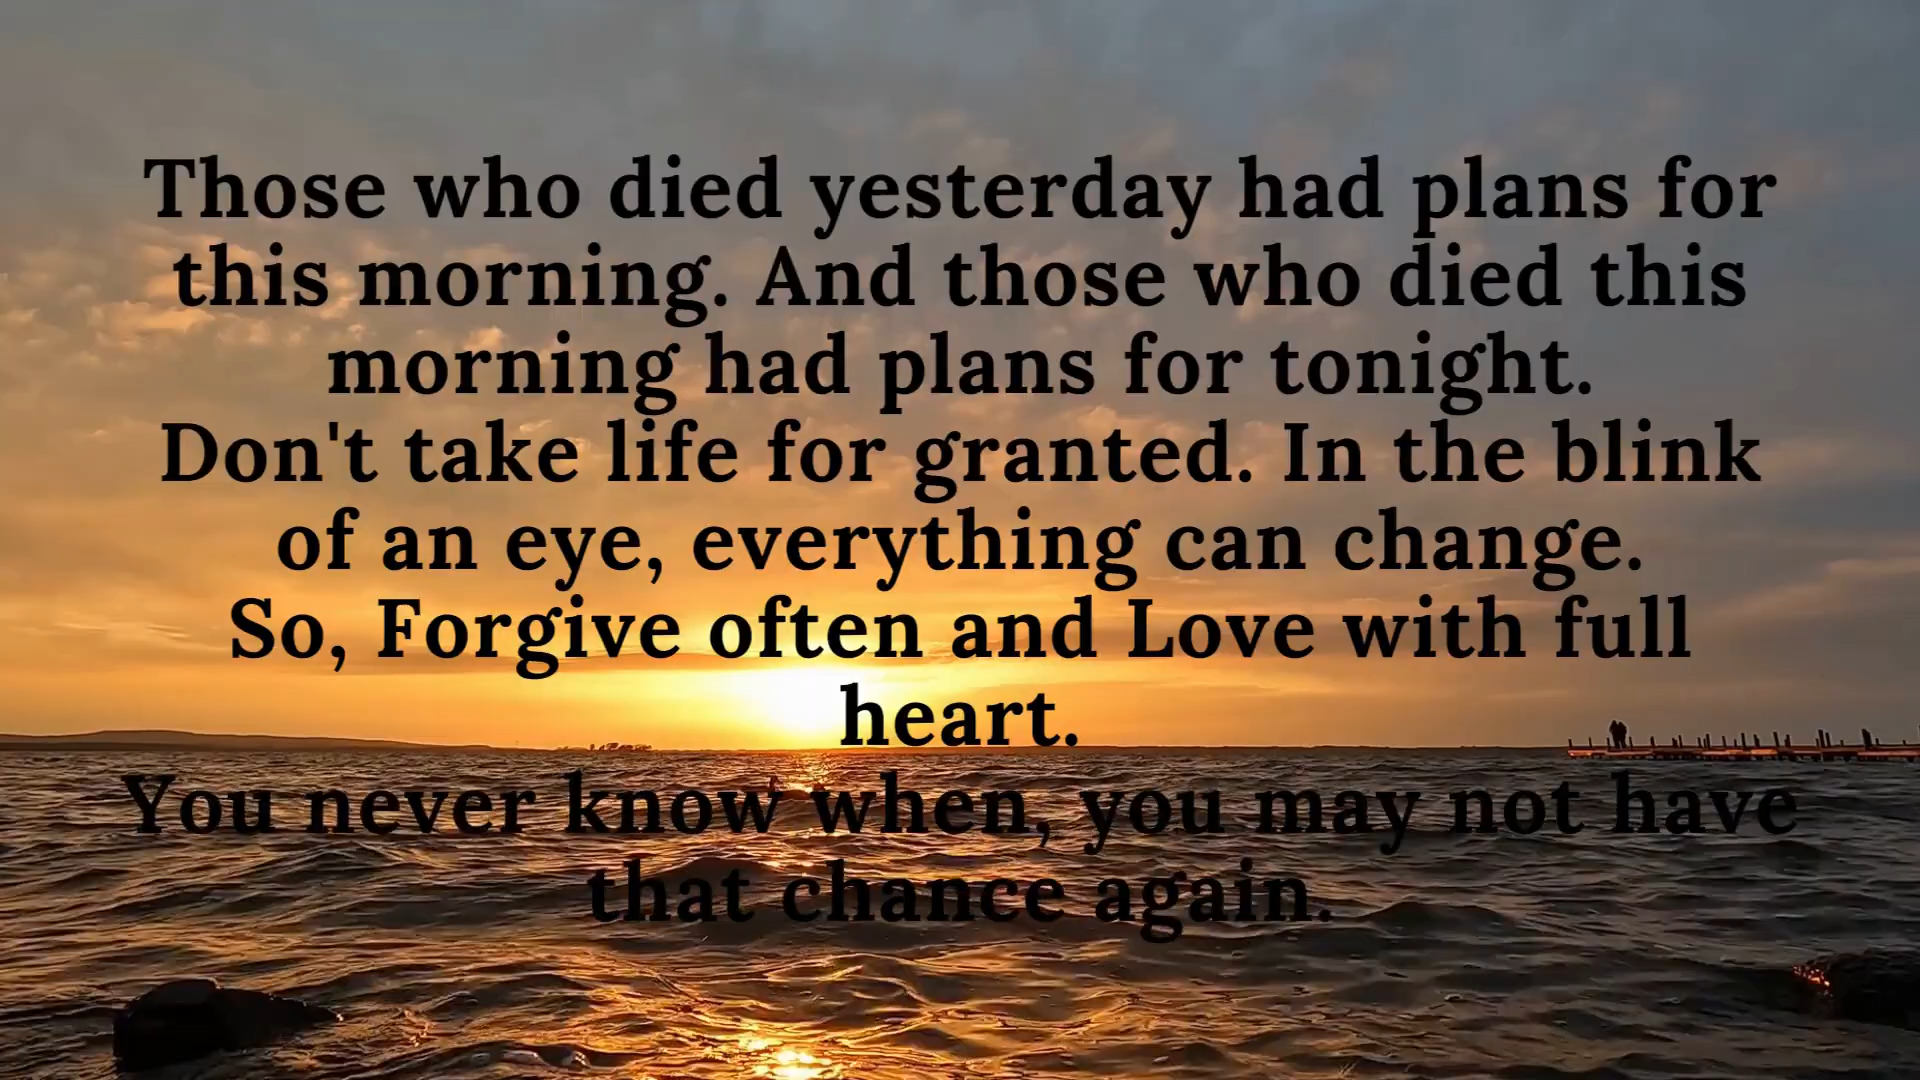 Those who died yesterday had plans for
this morning. And those who died this
morning had plans for tonight.
Don't take life for granted. In the blink
of an eye, everything can change.
So, Forgive often and Love with full
heart.
You never know when, you may not have
that chance again.